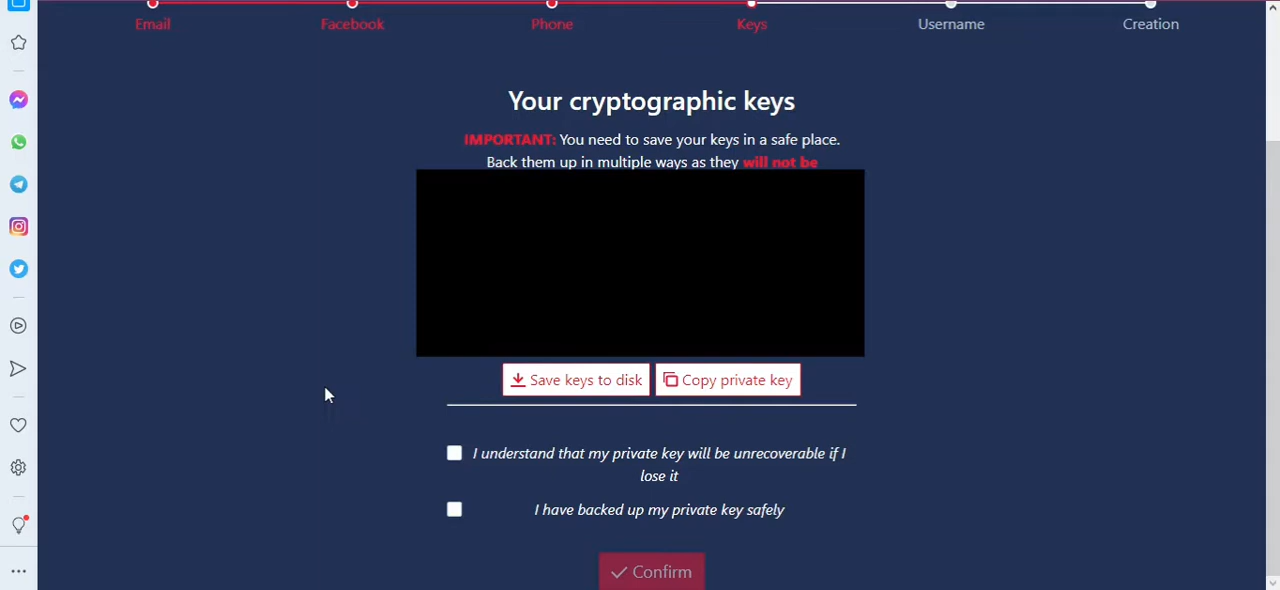 Email Facebook Phone Keys Username Creation
Your cryptographic keys
IMPORTANT: You need to save your keys in a safe place.
Back them up in multiple ways as they will not be
Save keys to disk Copy private key
I understand that my private key will be unrecoverable if I
lose it
I have backed up my private key safely
Confirm